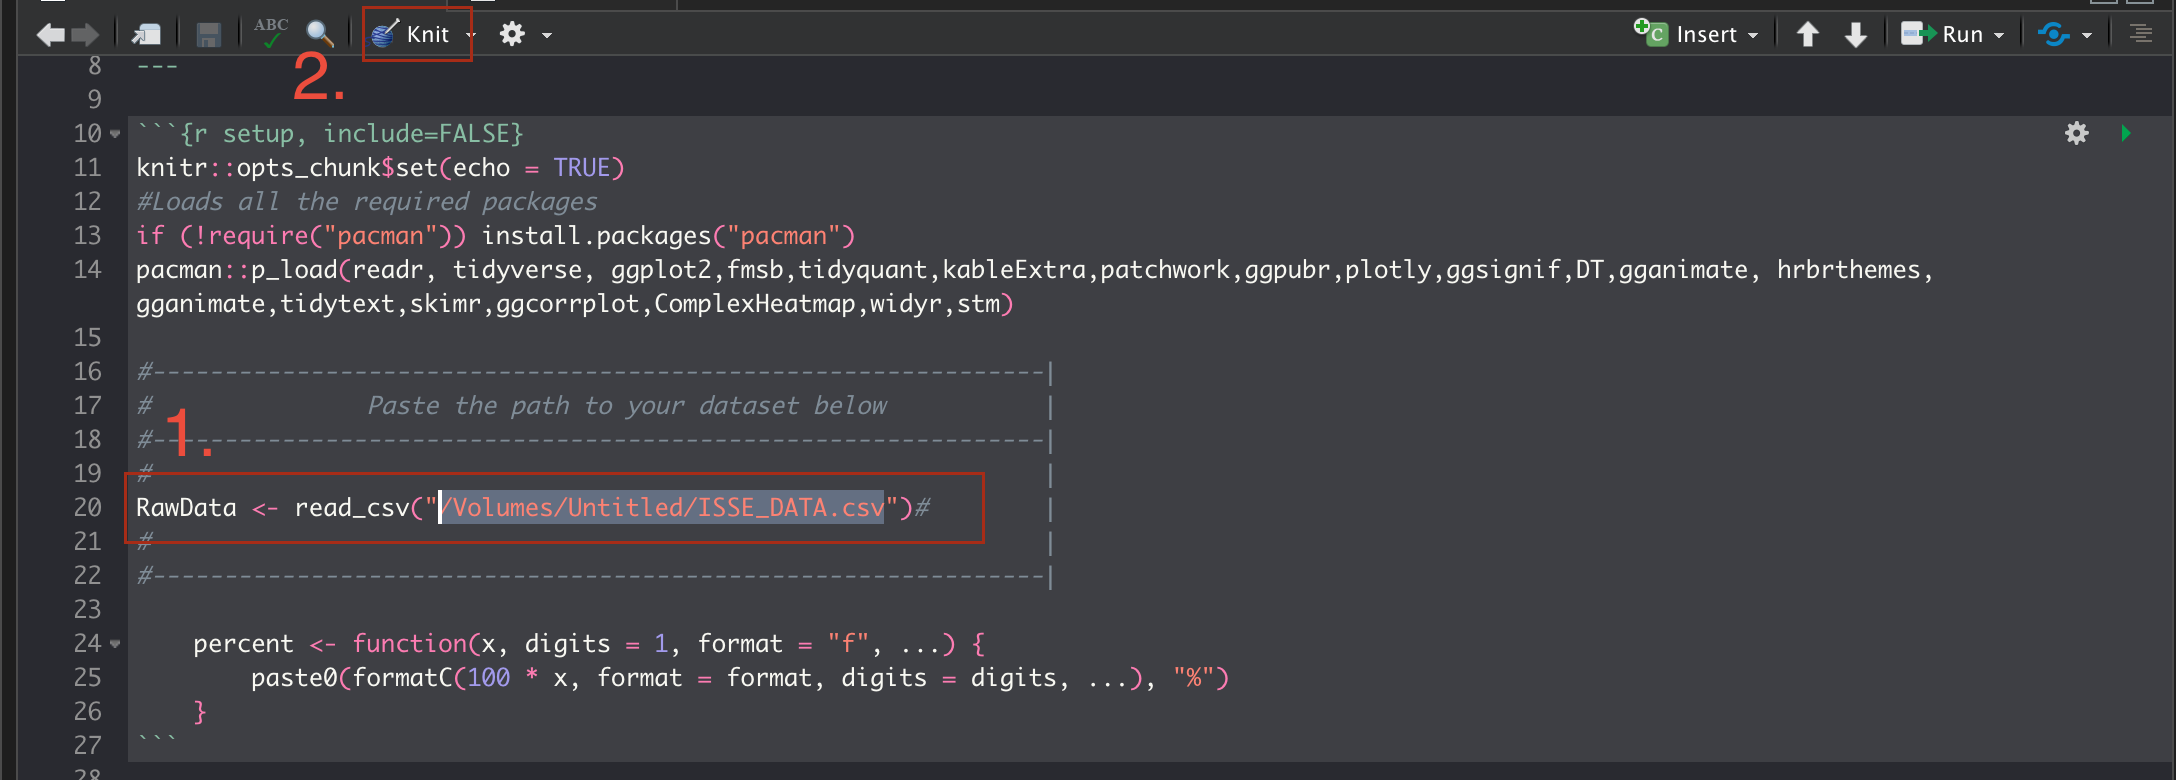 ABC
Knit
Insert
Run
2.
8 ---
9
10 ```{r setup, include=FALSE}
11 knitr::opts_chunk$set(echo = TRUE)
12 #Loads all the required packages
13 if (!require("pacman")) install.packages("pacman")
14 pacman::p_load(readr, tidyverse, ggplot2,fmsb,tidyquant,kableExtra,patchwork,ggpubr,plotly,ggsignif,DT,gganimate, hrbrthemes,
gganimate,tidytext,skimr,ggcorrplot,ComplexHeatmap,widyr,stm)
15
16 #--------------------------------------------------------------|
17 # Paste the path to your dataset below |
1.
18 #--------------------------------------------------------------|
19 # |
20 RawData <- read_csv("/Volumes/Untitled/ISSE_DATA.csv")# |
21 # |
22 #--------------------------------------------------------------|
23
24 percent <- function(x, digits = 1, format = "f", ...) {
25 paste0(formatC(100 * x, format = format, digits = digits, ...), "%")
26 }
27 ```
28